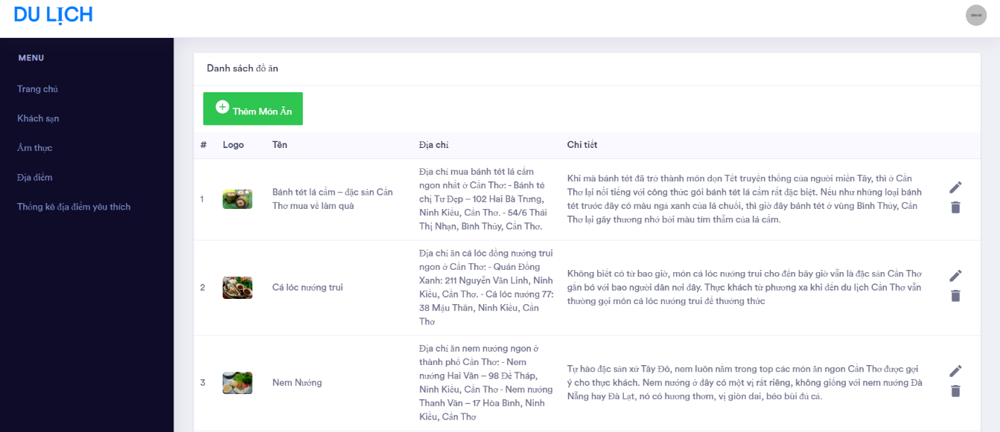 DU LỊCH
MENU
Trang chủ
Khách sạn
Ẩm thực
Địa điểm
Thống kê địa điểm yêu thích
Danh sách đồ ăn
Thêm Món Ăn
# Logo Tên Địa chỉ Chi tiết
1
Bánh tét lá cẩm – đặc sản Cần
Thơ mua về làm quà
Địa chỉ mua bánh tét lá cẩm
ngon nhất ở Cần Thơ: - Bánh té
chị Tư Đẹp – 102 Hai Bà Trưng,
Ninh Kiều, Cần Thơ. - 54/6 Thái
Thị Nhạn, Bình Thủy, Cần Thơ.
Khi mà bánh tét đã trở thành món dọn Tết truyền thống của người miền Tây, thì ở Cần
Thơ lại nổi tiếng với công thức gói bánh tét lá cẩm rất đặc biệt. Nếu như những loại bánh
tét trước đây có màu ngả xanh của lá chuối, thì giờ đây bánh tét ở vùng Bình Thủy, Cần
Thơ lại gây thương nhớ bởi màu tím thẫm của lá cẩm.
2
Cá lóc nướng trui
Địa chỉ ăn cá lóc đồng nướng trui
ngon ở Cần Thơ: - Quán Đồng
Xanh: 211 Nguyễn Văn Linh, Ninh
Kiều, Cần Thơ. - Cá lóc nướng 77:
38 Mậu Thân, Ninh Kiều, Cần
Thơ
Không biết có từ bao giờ, món cá lóc nướng trui cho đến bây giờ vẫn là đặc sản Cần Thơ
gắn bó với bao người dân nơi đây. Thực khách từ phương xa khi đến du lịch Cần Thơ vẫn
thường gọi món cá lóc nướng trui để thưởng thức
3
Nem Nướng
Địa chỉ ăn nem nướng ngon ở
thành phố Cần Thơ: - Nem
nướng Hai Vân – 98 Đề Tháp,
Ninh Kiều, Cần Thơ - Nem nướng
Thanh Vân – 17 Hòa Bình, Ninh
Kiều, Cần Thơ
Tự hào đặc sản xứ Tây Đô, nem luôn nằm trong top các món ăn ngon Cần Thơ được gợi
ý cho thực khách. Nem nướng ở đây có một vị rất riêng, không giống với nem nướng Đà
Nẵng hay Đà Lạt, nó có hương thơm, vị giòn dai, béo bùi đủ cả.